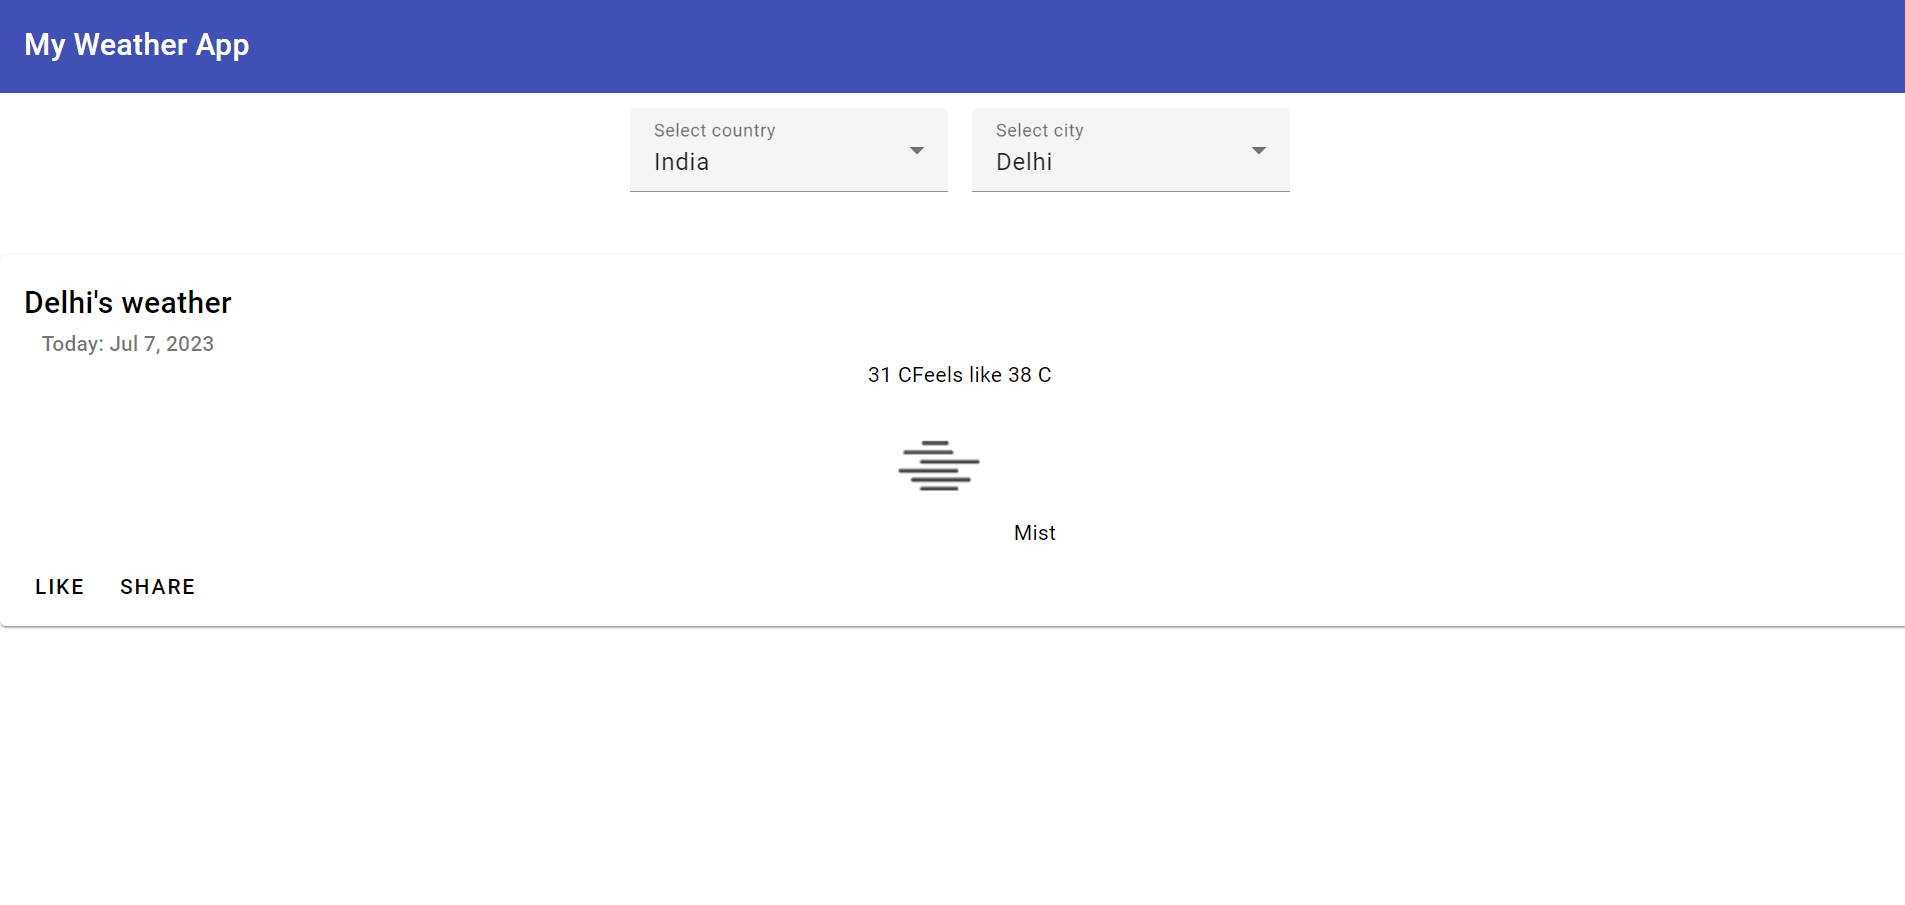 My Weather App
Select country
India
Select city
Delhi
Delhi's weather
Today: Jul 7, 2023
31 CFeels like 38 C
Mist
LIKE SHARE